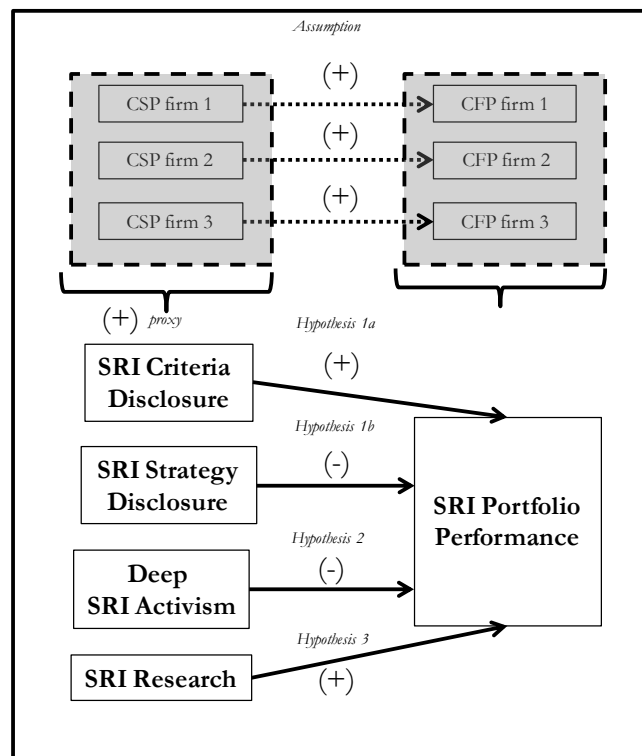 Assumption
(+)
CSP firm 1
CFP firm 1
(+)
CSP firm 2
CFP firm 2
(+)
CSP firm 3
CFP firm 3
(+) proxy
Hypothesis 1a
SRI Criteria
Disclosure
(+)
Hypothesis 1b
SRI Strategy
Disclosure
(-)
SRI Portfolio
Performance
Hypothesis 2
Deep
SRI Activism
(-)
Hypothesis 3
SRI Research
(+)